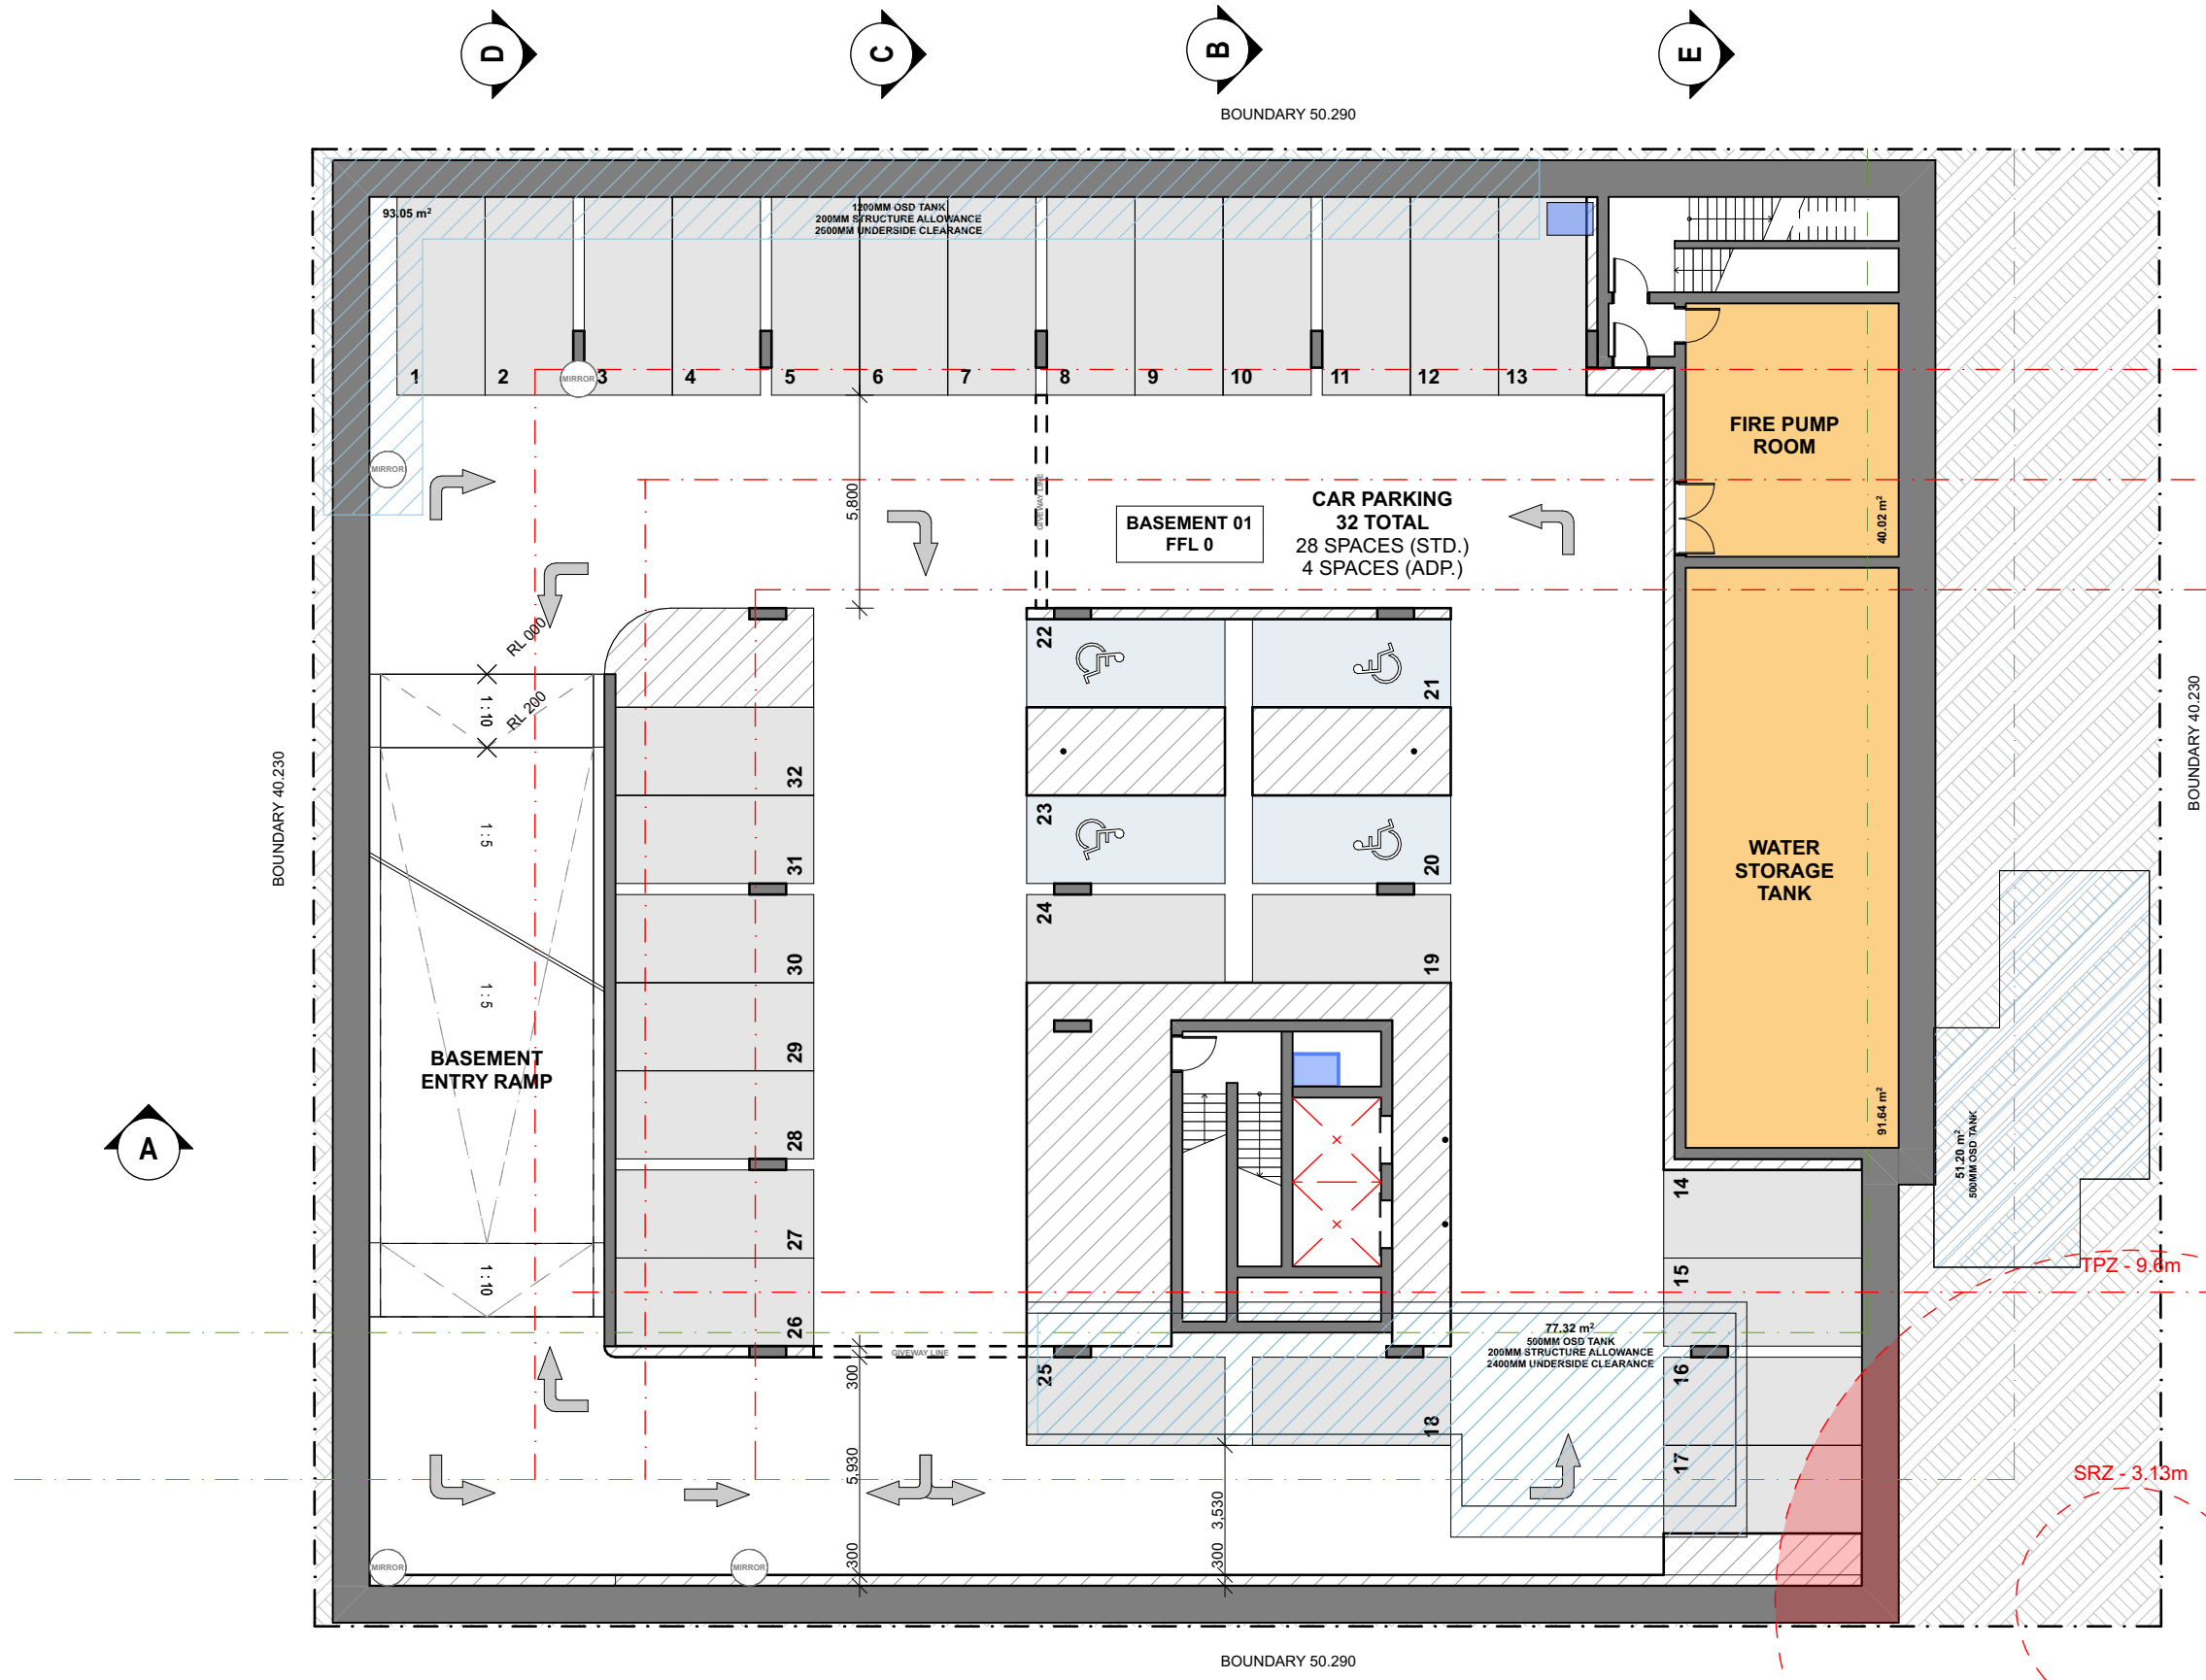 D
C
B
E
BOUNDARY 50.290
93.05 m²
1200MM OSD TANK
200MM STRUCTURE ALLOWANCE
2600MM UNDERSIDE CLEARANCE
1
2
MIRROR
3
4
5
6
7
8
9
10
11
12
13
FIRE PUMP
ROOM
40.02 m²
MIRROR
5,800
GIVEWAY LINE
BASEMENT 01
FFL 0
CAR PARKING
32 TOTAL
28 SPACES (STD.)
4 SPACES (ADP.)
RL 000
1 : 10
RL 200
22
21
32
23
20
31
1 : 5
24
19
30
1 : 5
29
28
27
26
BASEMENT
ENTRY RAMP
1 : 10
BOUNDARY 40.230
BOUNDARY 40.230
WATER
STORAGE
TANK
91.64 m²
51.20 m²
500MM OSD TANK
A
14
15
16
17
TPZ - 9.6m
SRZ - 3.13m
77.32 m²
500MM OSD TANK
200MM STRUCTURE ALLOWANCE
2400MM UNDERSIDE CLEARANCE
GIVEWAY LINE
25
18
300
5,930
300
3,530
300
MIRROR
MIRROR
BOUNDARY 50.290